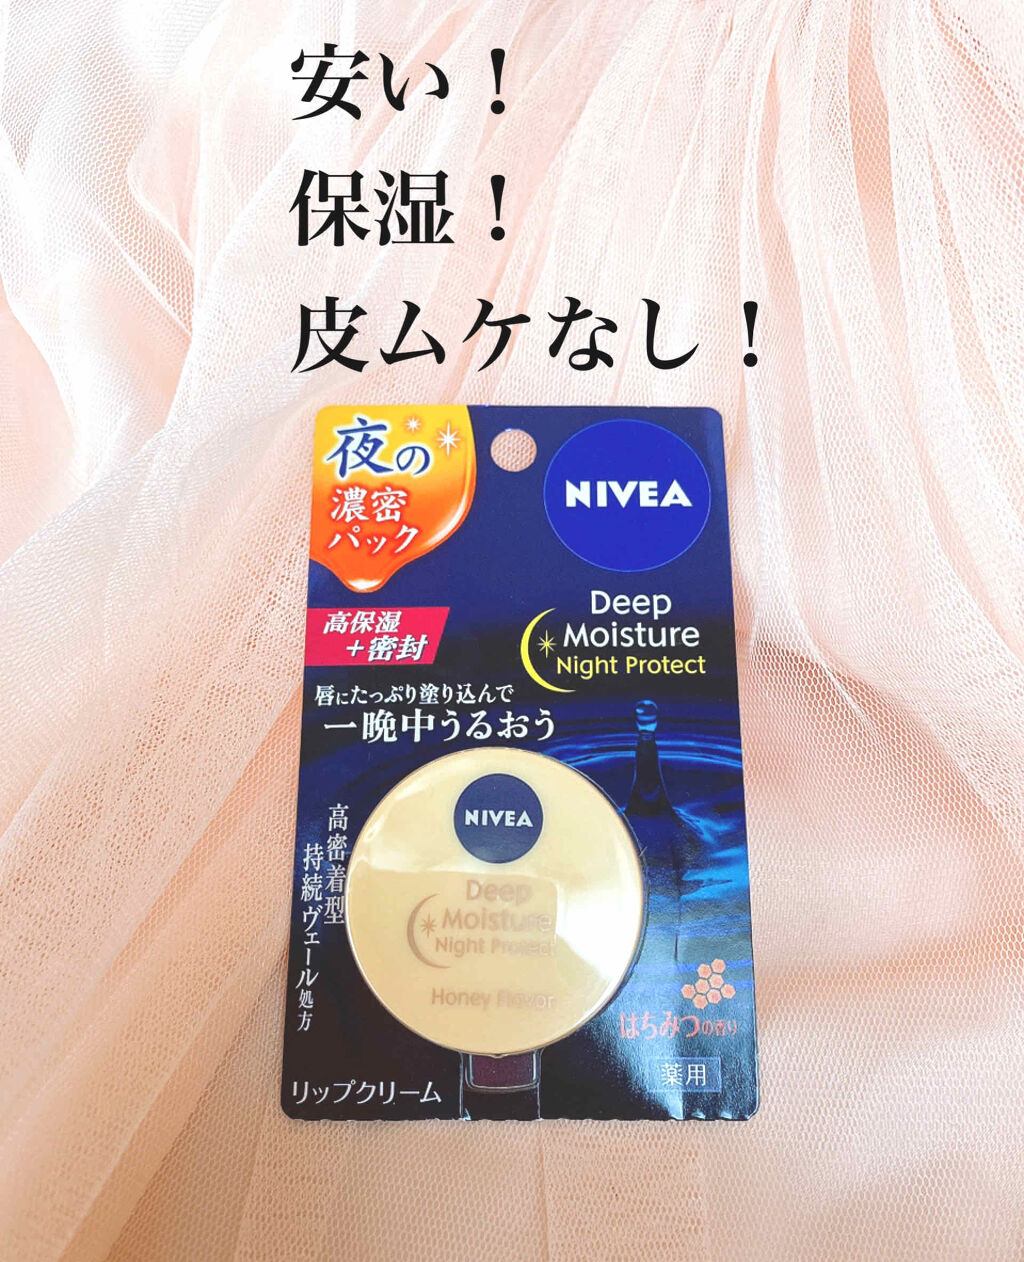 安い！
保湿！
皮ムケなし！
夜の
濃密
パック
NIVEA
高保湿
＋密封
Deep
Moisture
Night Protect
唇にたっぷり塗り込んで
一晩中うるおう
高密着型
持続ヴェール処方
NIVEA
Deep
Moisture
Night Protect
Honey Flavor
はちみつの香り
薬用
リップクリーム